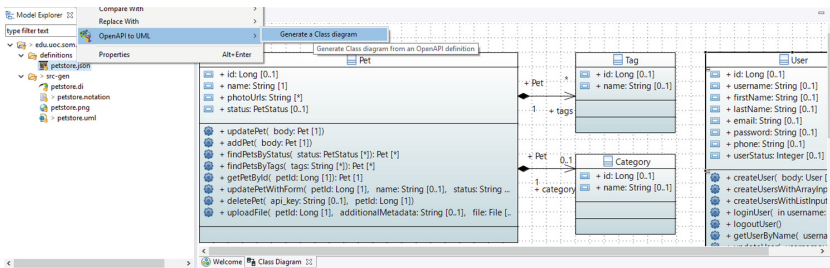 Model Explorer
type filter text
> edu.uoc.som.
definitions
petstore.json
> src-gen
petstore.di
> petstore.notation
petstore.png
> petstore.uml
Compare With
Replace With
OpenAPI to UML
Properties Alt+Enter
Generate a Class diagram
Generate Class diagram from an OpenAPI definition
Pet
+ id: Long [0..1]
+ name: String [1]
+ photoUrls: String [*]
+ status: PetStatus [0..1]
+ updatePet( body: Pet [1])
+ addPet( body: Pet [1])
+ findPetsByStatus( status: PetStatus [*]): Pet [*]
+ findPetsByTags( tags: String [*]): Pet [*]
+ getPetById( petId: Long [1]): Pet [1]
+ updatePetWithForm( petId: Long [1], name: String [0..1], status: String ...
+ deletePet( api_key: String [0..1], petId: Long [1])
+ uploadFile( petId: Long [1], additionalMetadata: String [0..1], file: File [..
+ Pet *
1 + tags
Tag
+ id: Long [0..1]
+ name: String [0..1]
+ Pet 0..1
1
+ category
Category
+ id: Long [0..1]
+ name: String [0..1]
User
+ id: Long [0..1]
+ username: String [0..1]
+ firstName: String [0..1]
+ lastName: String [0..1]
+ email: String [0..1]
+ password: String [0..1]
+ phone: String [0..1]
+ userStatus: Integer [0..1]
+ createUser( body: User [
+ createUsersWithArrayInp
+ createUsersWithListInput
+ loginUser( in username:
+ logoutUser()
+ getUserByName( userna
Welcome Class Diagram